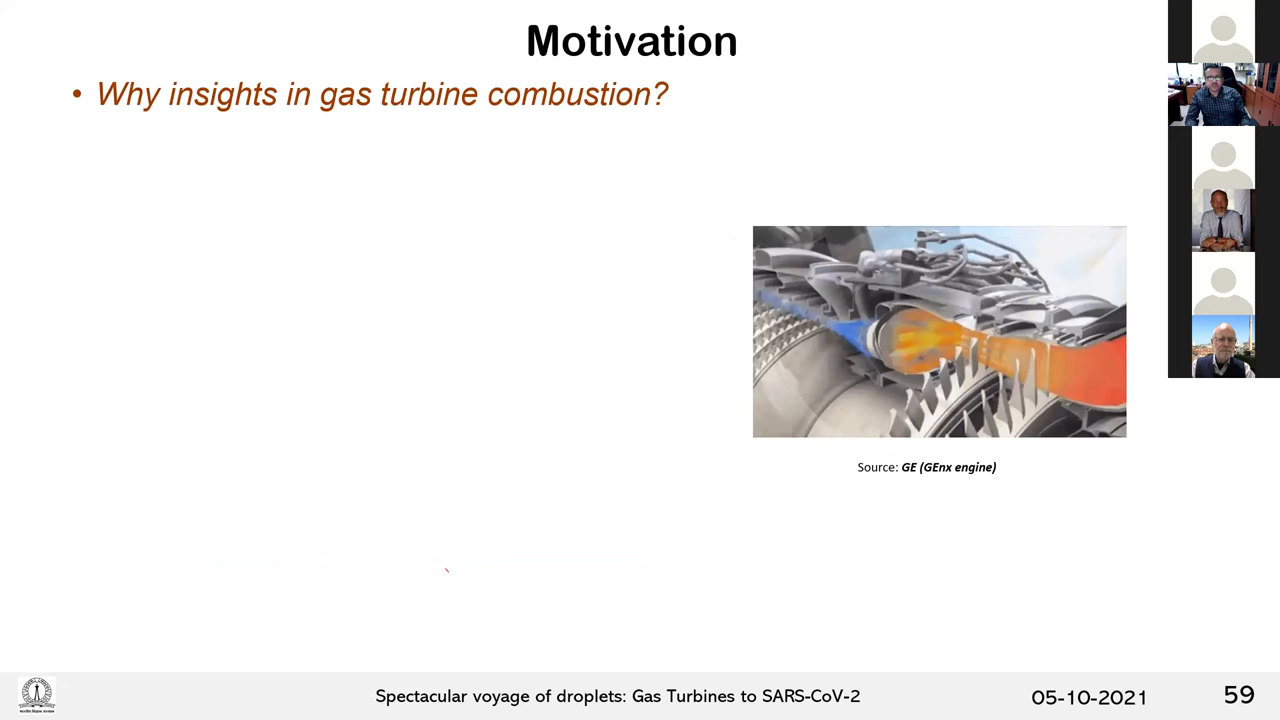 Motivation
• Why insights in gas turbine combustion?
Source: GE (GEnx engine)
Spectacular voyage of droplets: Gas Turbines to SARS-CoV-2
05-10-2021
59